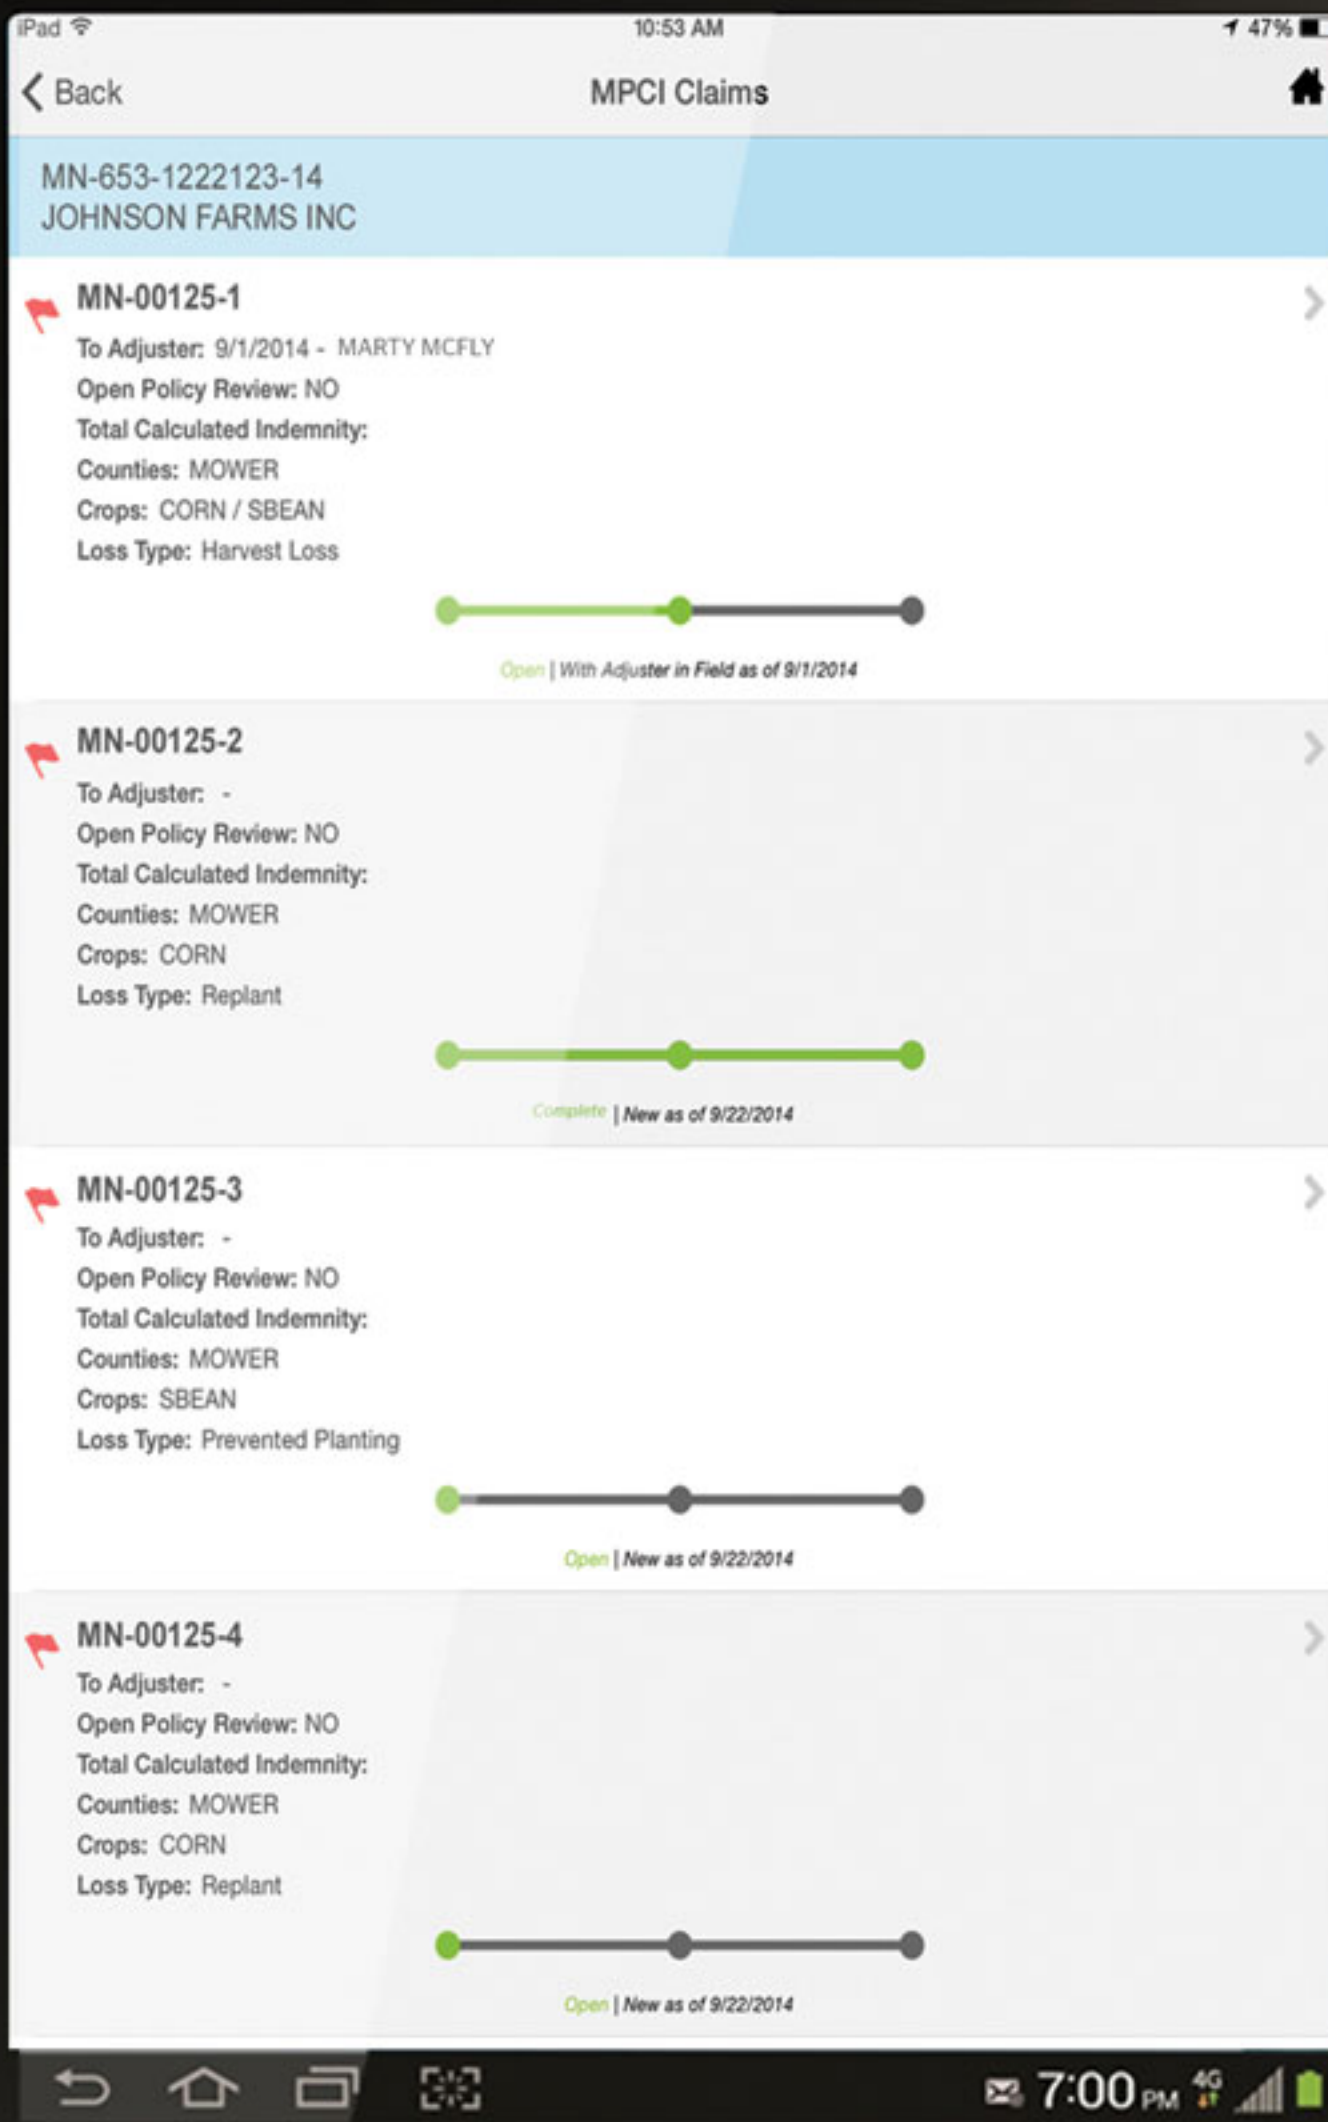 iPad
10:53 AM
47%
Back
MPCI Claims
MN-653-1222123-14
JOHNSON FARMS INC
MN-00125-1
To Adjuster: 9/1/2014 - MARTY MCFLY
Open Policy Review: NO
Total Calculated Indemnity:
Counties: MOWER
Crops: CORN / SBEAN
Loss Type: Harvest Loss
Open | With Adjuster in Field as of 9/1/2014
MN-00125-2
To Adjuster: -
Open Policy Review: NO
Total Calculated Indemnity:
Counties: MOWER
Crops: CORN
Loss Type: Replant
Complete | New as of 9/22/2014
MN-00125-3
To Adjuster: -
Open Policy Review: NO
Total Calculated Indemnity:
Counties: MOWER
Crops: SBEAN
Loss Type: Prevented Planting
Open | New as of 9/22/2014
MN-00125-4
To Adjuster: -
Open Policy Review: NO
Total Calculated Indemnity:
Counties: MOWER
Crops: CORN
Loss Type: Replant
Open | New as of 9/22/2014
7:00 PM 4G